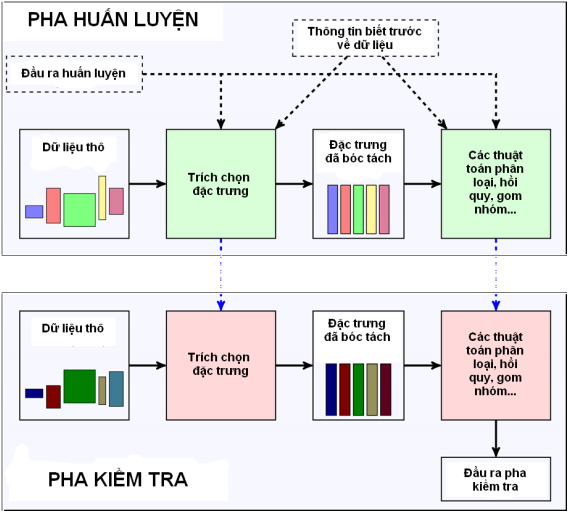 PHA HUẤN LUYỆN
Thông tin biết trước
về dữ liệu
Đầu ra huấn luyện
Dữ liệu thô
Trích chọn
đặc trưng
Đặc trưng
đã bóc tách
Các thuật
toán phân
loại, hồi
quy, gom
nhóm...
Dữ liệu thô
Trích chọn
đặc trưng
Đặc trưng
đã bóc tách
Các thuật
toán phân
loại, hồi
quy, gom
nhóm...
Đầu ra pha
kiểm tra
PHA KIỂM TRA